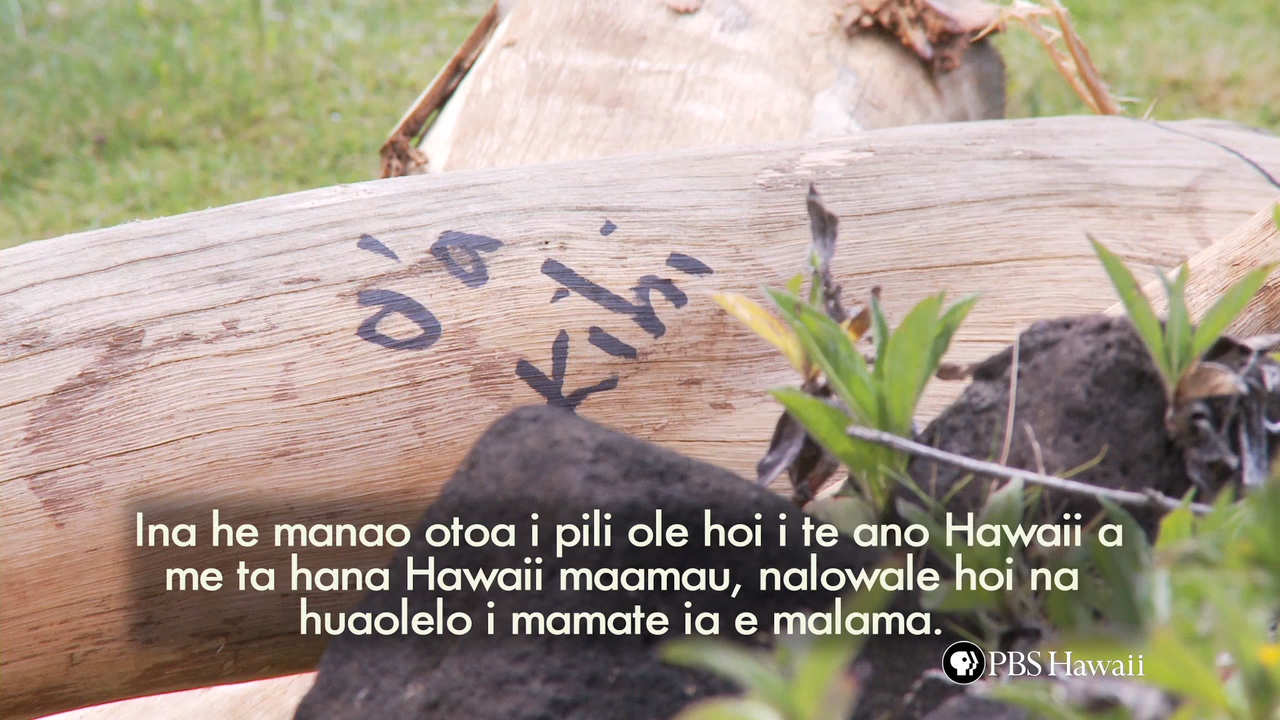 o'a
Kihi
Ina he manao otoa i pili ole hoi i te ano Hawaii a
me ta hana Hawaii maamau, nalowale hoi na
huaolelo i mamate ia e malama.
PBS Hawaii